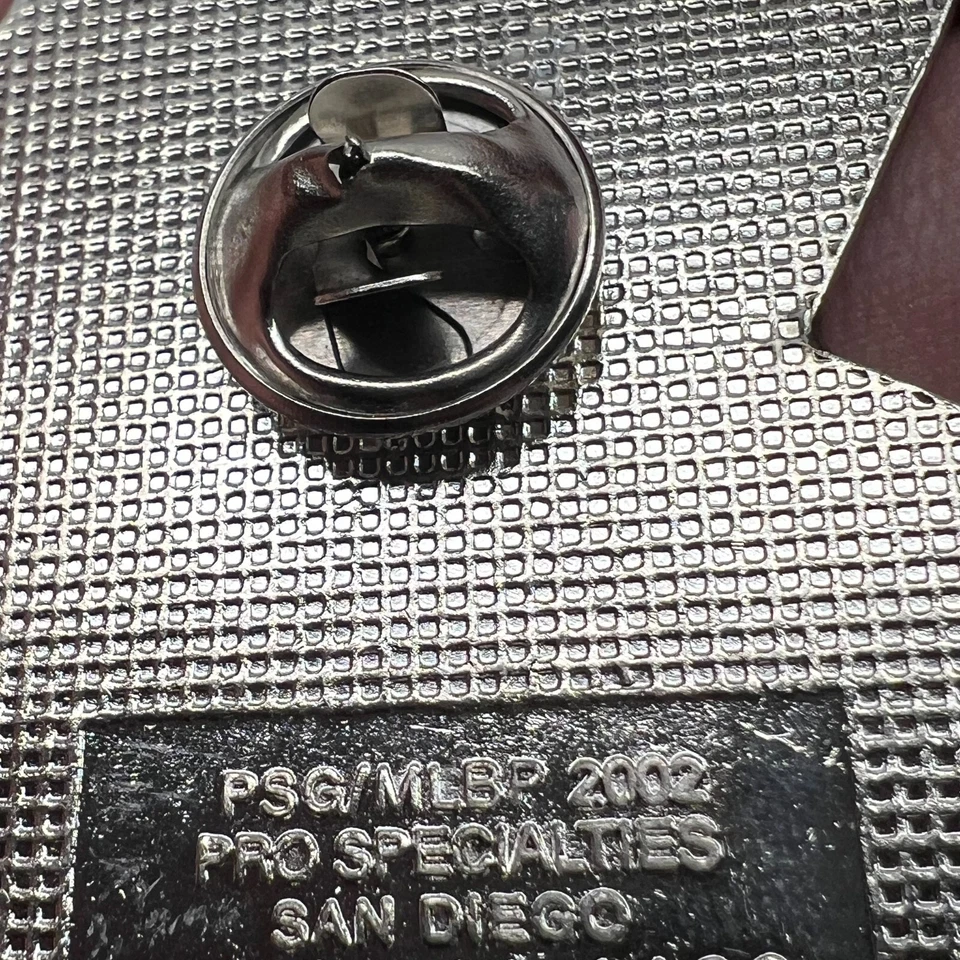 PSG/MLBP 2002
PRO SPECIALTIES
SAN DIEGO